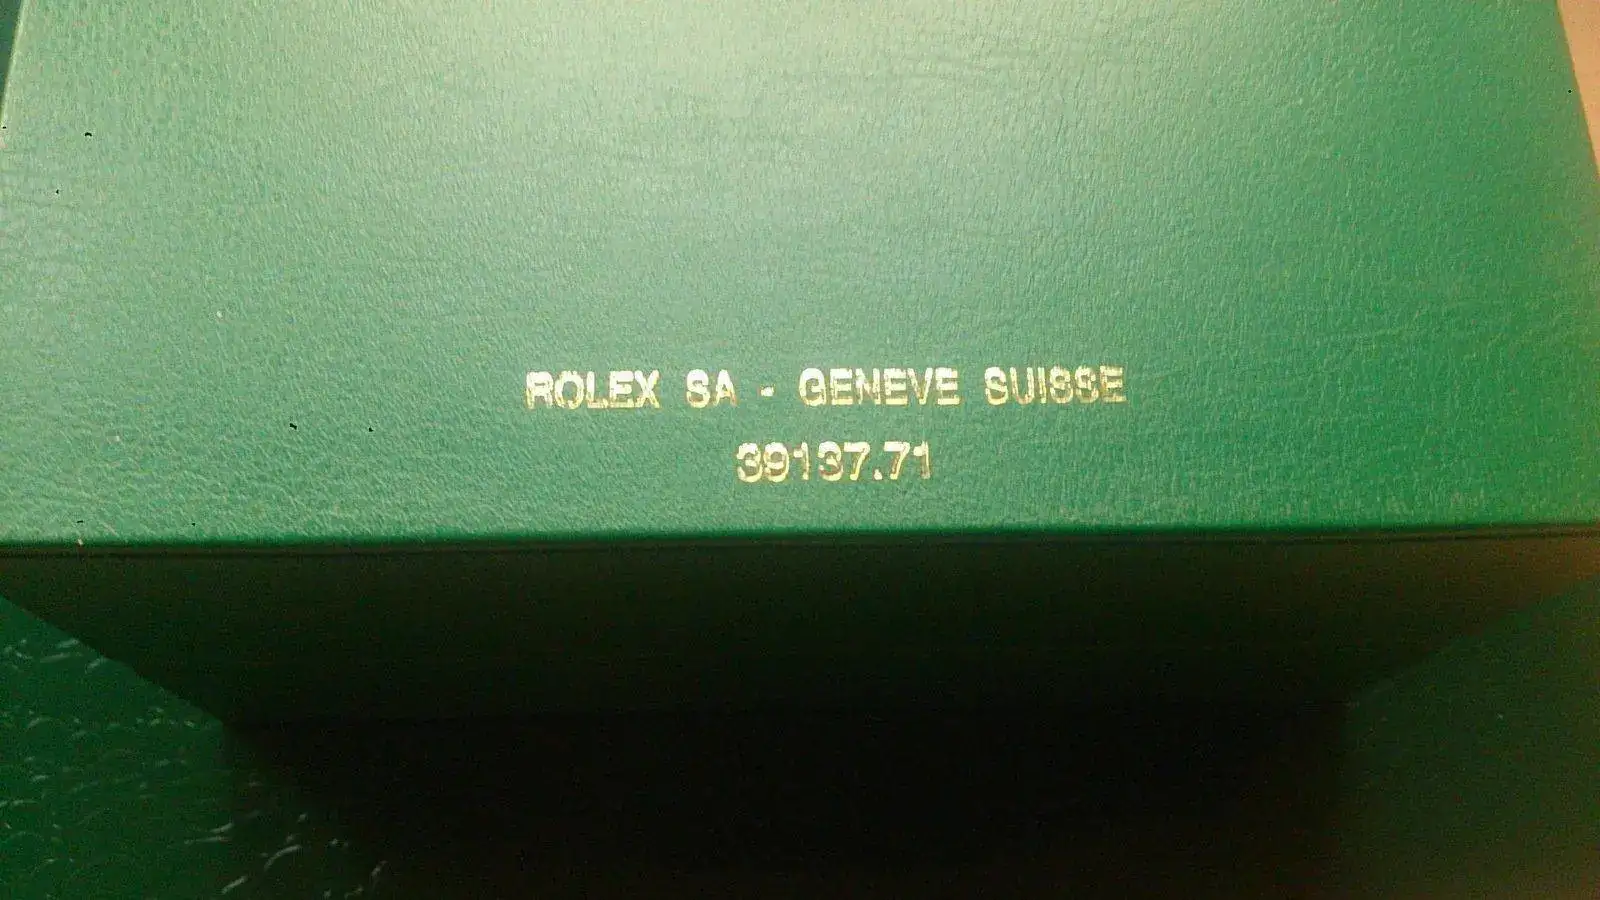 ROLEX SA - GENEVE SUISSE
39137.71